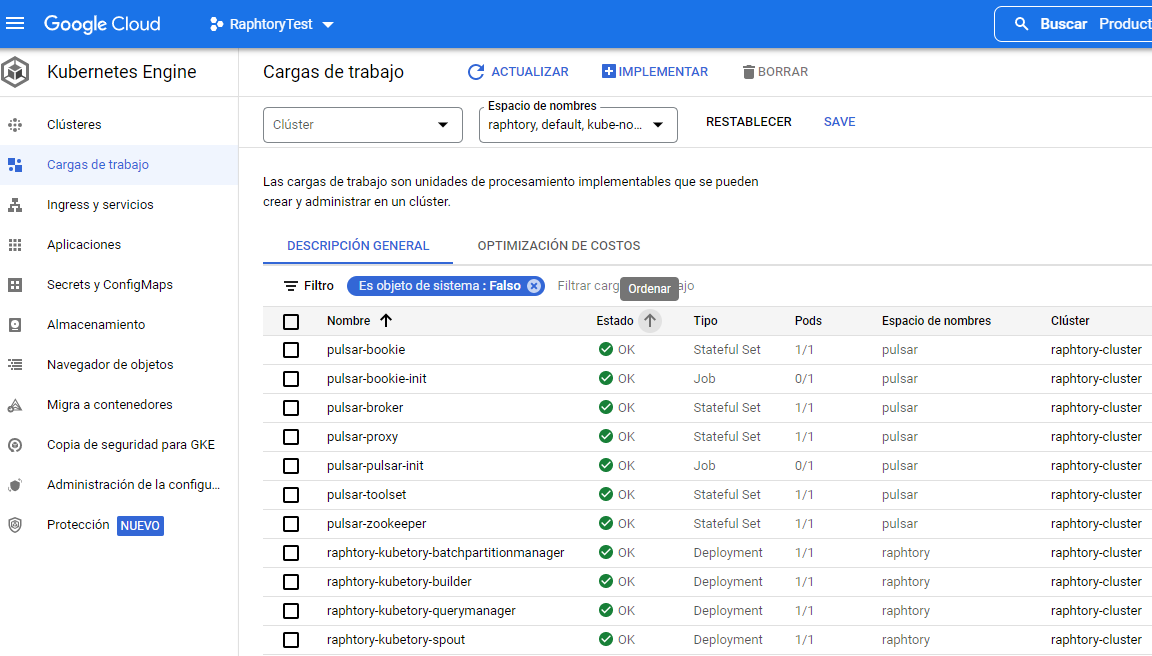 Google Cloud
RaphtoryTest
Buscar Product
Kubernetes Engine
Clústeres
Cargas de trabajo
Ingress y servicios
Aplicaciones
Secrets y ConfigMaps
Almacenamiento
Navegador de objetos
Migra a contenedores
Copia de seguridad para GKE
Administración de la configu...
Protección NUEVO
Cargas de trabajo ACTUALIZAR IMPLEMENTAR BORRAR
Espacio de nombres
Clúster raphtory, default, kube-no... RESTABLECER SAVE
Las cargas de trabajo son unidades de procesamiento implementables que se pueden
crear y administrar en un clúster.
DESCRIPCIÓN GENERAL OPTIMIZACIÓN DE COSTOS
Filtro Es objeto de sistema : Falso Filtrar carg ajo
Ordenar
Nombre Estado Tipo Pods Espacio de nombres Clúster
pulsar-bookie OK Stateful Set 1/1 pulsar raphtory-cluster
pulsar-bookie-init OK Job 0/1 pulsar raphtory-cluster
pulsar-broker OK Stateful Set 1/1 pulsar raphtory-cluster
pulsar-proxy OK Stateful Set 1/1 pulsar raphtory-cluster
pulsar-pulsar-init OK Job 0/1 pulsar raphtory-cluster
pulsar-toolset OK Stateful Set 1/1 pulsar raphtory-cluster
pulsar-zookeeper OK Stateful Set 1/1 pulsar raphtory-cluster
raphtory-kubetory-batchpartitionmanager OK Deployment 1/1 raphtory raphtory-cluster
raphtory-kubetory-builder OK Deployment 1/1 raphtory raphtory-cluster
raphtory-kubetory-querymanager OK Deployment 1/1 raphtory raphtory-cluster
raphtory-kubetory-spout OK Deployment 1/1 raphtory raphtory-cluster